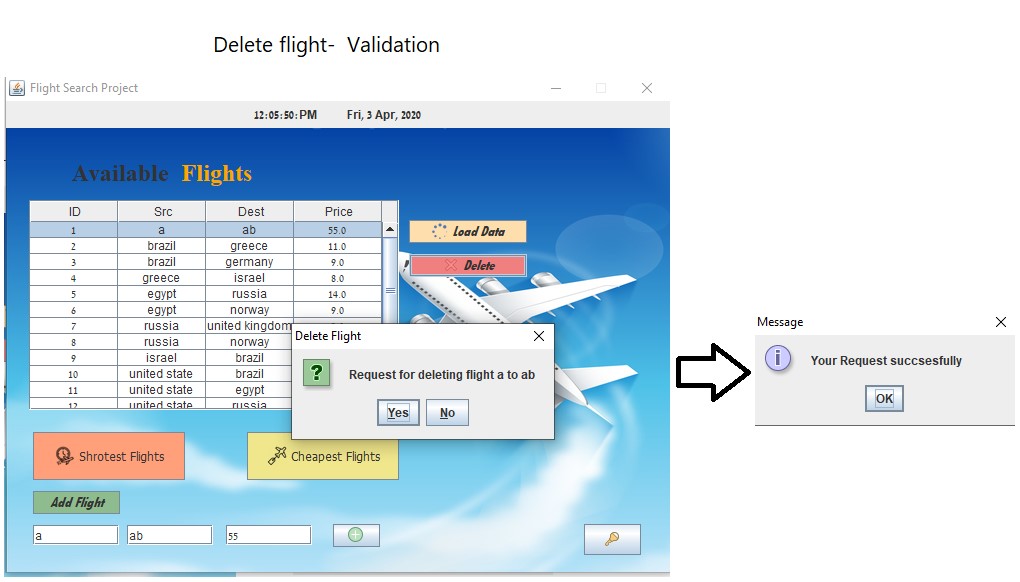 Delete flight- Validation
Flight Search Project
12:05:50:PM Fri, 3 Apr, 2020
Available Flights
ID Src Dest Price
1 a ab 55.0
2 brazil greece 11.0
3 brazil germany 9.0
4 greece israel 8.0
5 egypt russia 14.0
6 egypt norway 9.0
7 russia united kingdom
8 russia norway
9 israel brazil
10 united state brazil
11 united state egypt
12 united state russia
Load Data
Delete
Delete Flight
Request for deleting flight a to ab
Yes No
Message
Your Request succsesfully
OK
Shrotest Flights Cheapest Flights
Add Flight
a ab 55